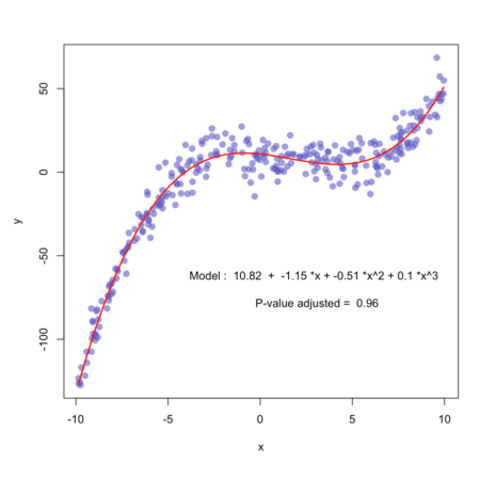 50
0
-50
-100
y
Model : 10.82 + -1.15 *x + -0.51 *x^2 + 0.1 *x^3
P-value adjusted = 0.96
-10 -5 0 5 10
x